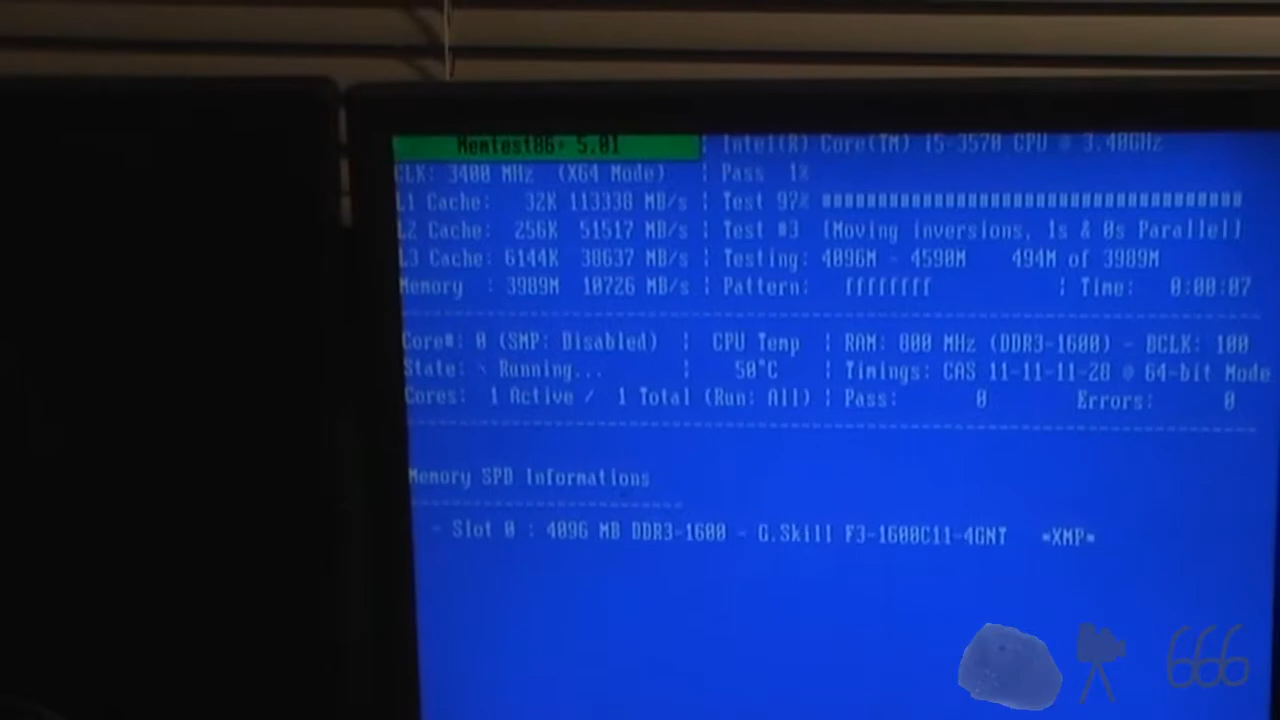 Memtest86+ 5.01 | Intel(R) Core(TM) i5-3570 CPU @ 3.40GHz
CLK: 3400 MHz (X64 Mode) | Pass 1%
L1 Cache: 32K 113338 MB/s | Test 97% ####################################
L2 Cache: 256K 51517 MB/s | Test #3 [Moving inversions, 1s & 0s Parallel]
L3 Cache: 6144K 38637 MB/s | Testing: 4096M - 4590M 494M of 3989M
Memory : 3989M 10726 MB/s | Pattern: ffffffff | Time: 0:00:07
Core#: 0 (SMP: Disabled) | CPU Temp | RAM: 800 MHz (DDR3-1600) - BCLK: 100
State: \ Running... | 50°C | Timings: CAS 11-11-11-28 @ 64-bit Mode
Cores: 1 Active / 1 Total (Run: All) | Pass: 0 Errors: 0
Memory SPD Informations
- Slot 0 : 4096 MB DDR3-1600 - G.Skill F3-1600C11-4GNT *XMP*
666